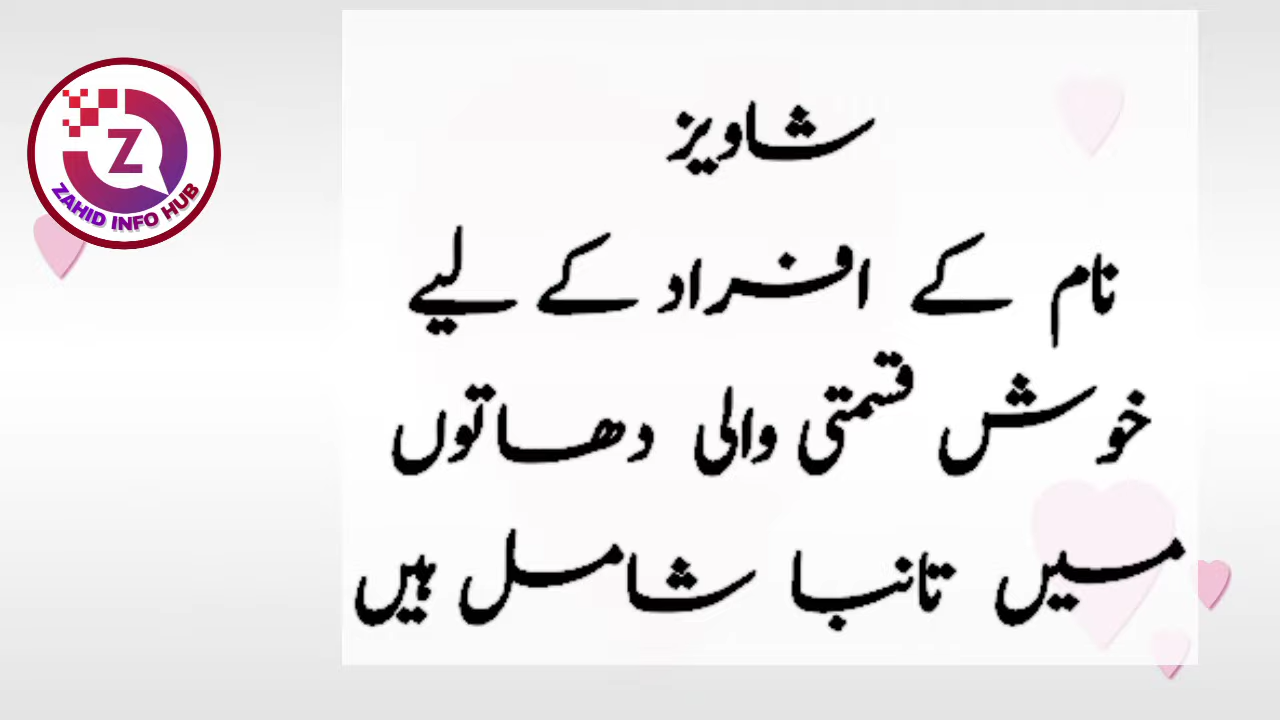 Z
ZAHID INFO HUB
شاویز
نام کے افراد کے لیے
خوش قسمتی والی دھاتوں
میں تانبا شامل ہیں